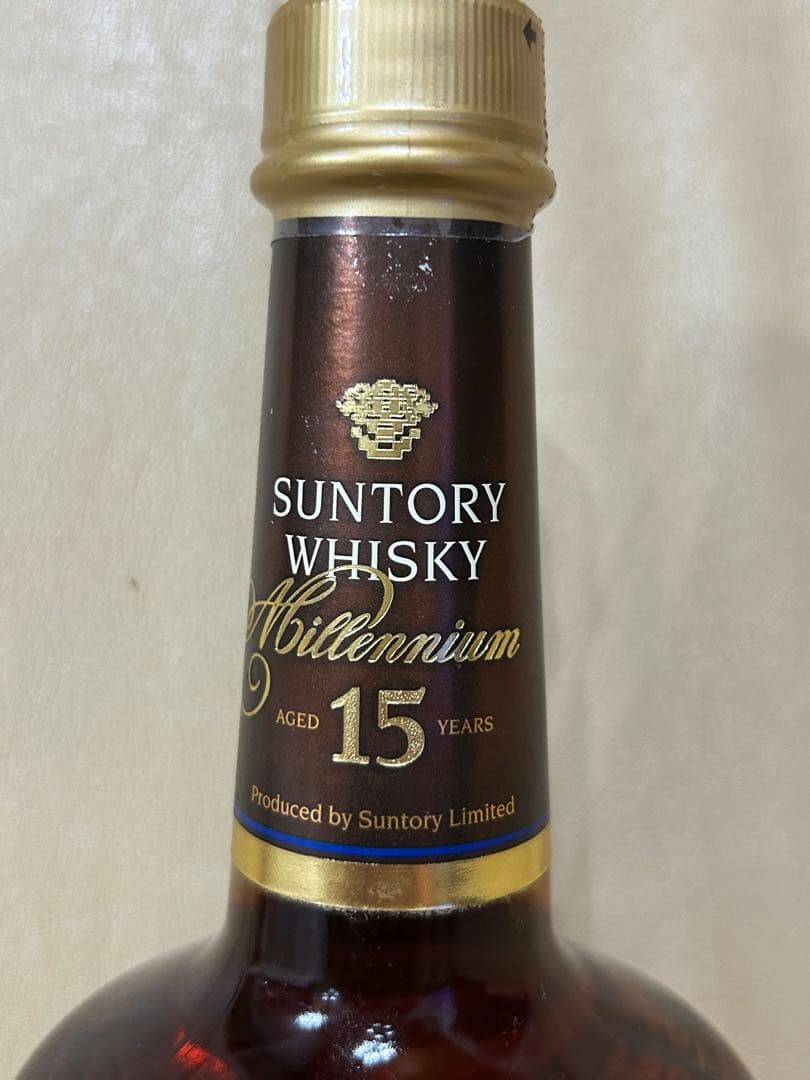 SUNTORY
WHISKY
Millennium
AGED 15 YEARS
Produced by Suntory Limited